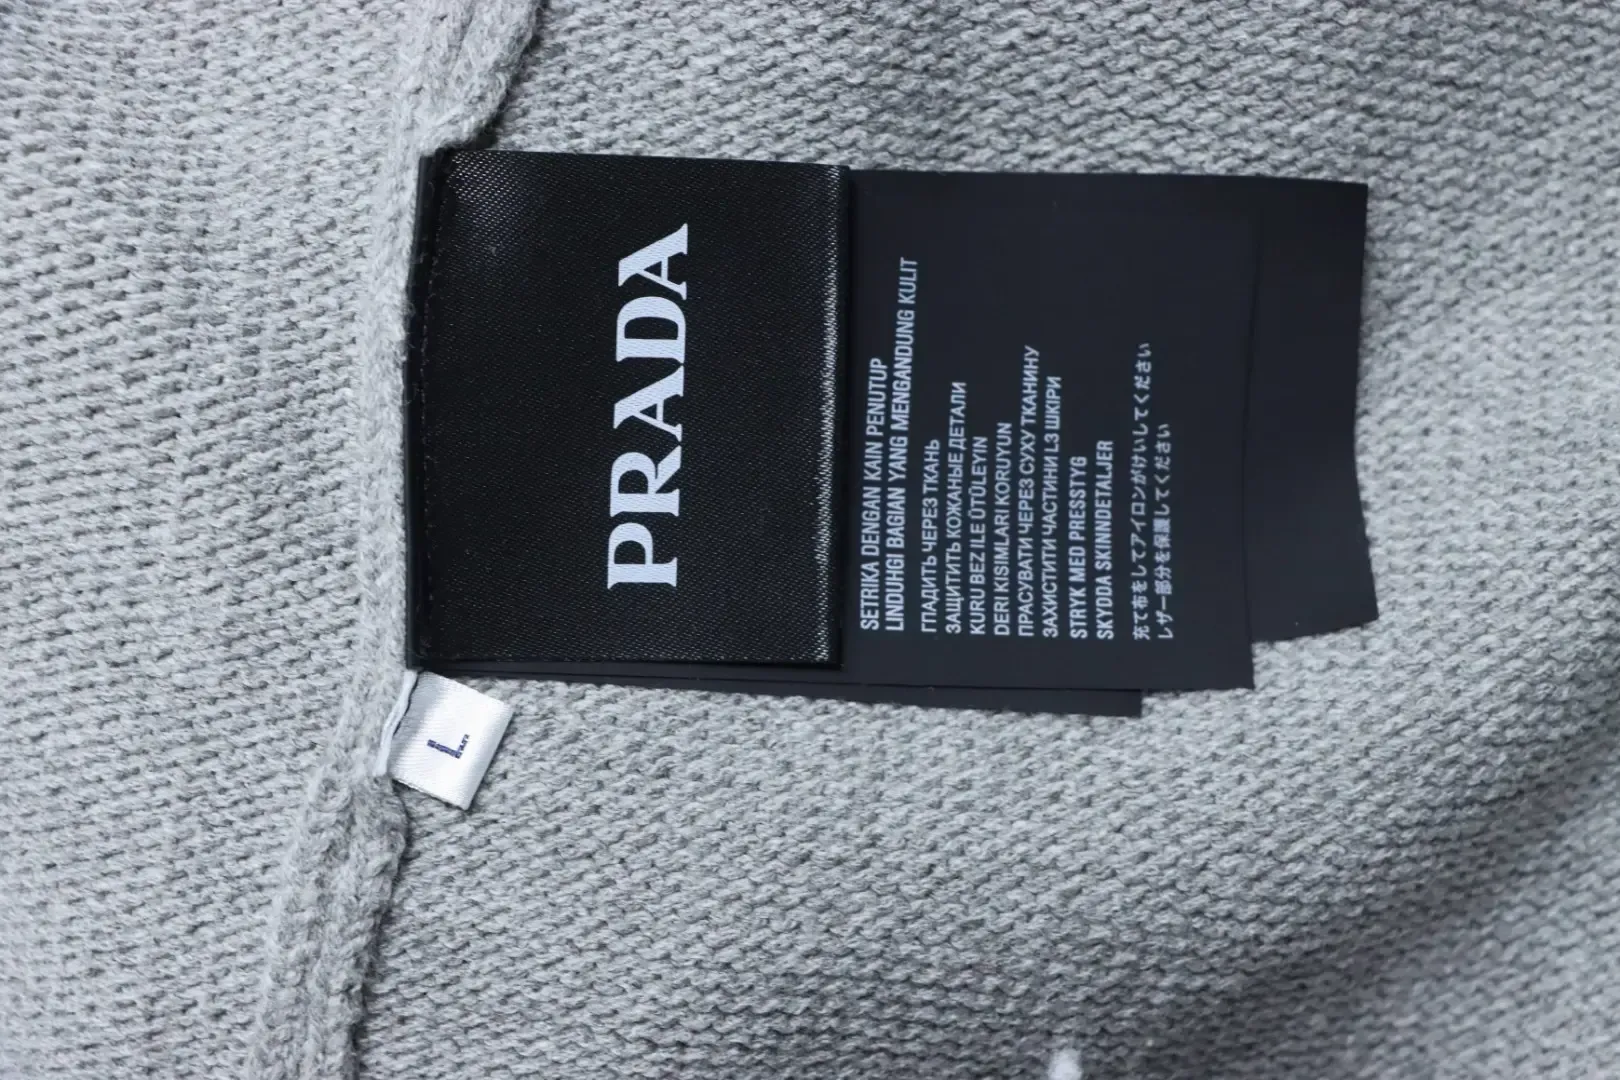 PRADA
SETRIKA DENGAN KAIN PENUTUP
LINDUHGI BAGIAN YANG MENGANDUNG KULIT
ГПАДИТЬ ЧЕРЕЗ ТКАНЬ
ЗАЩИТИТЬ КОЖАНЫЕ ДЕТАЛИ
KURU BEZ ILE ÜTÜLEYIN
DERI KISIMLARI KORUYUN
ПРАСУВАТИ ЧЕРЕЗ СУХУ ТКАНИНУ
ЗАХИСТИТИ ЧАСТИНИ L3 ШКІРИ
STRYK MED PRESSTYG
SKYDDA SKINNDETALJER
充て布をしてアイロンがけいしてください
レザー部分を保護してください
L